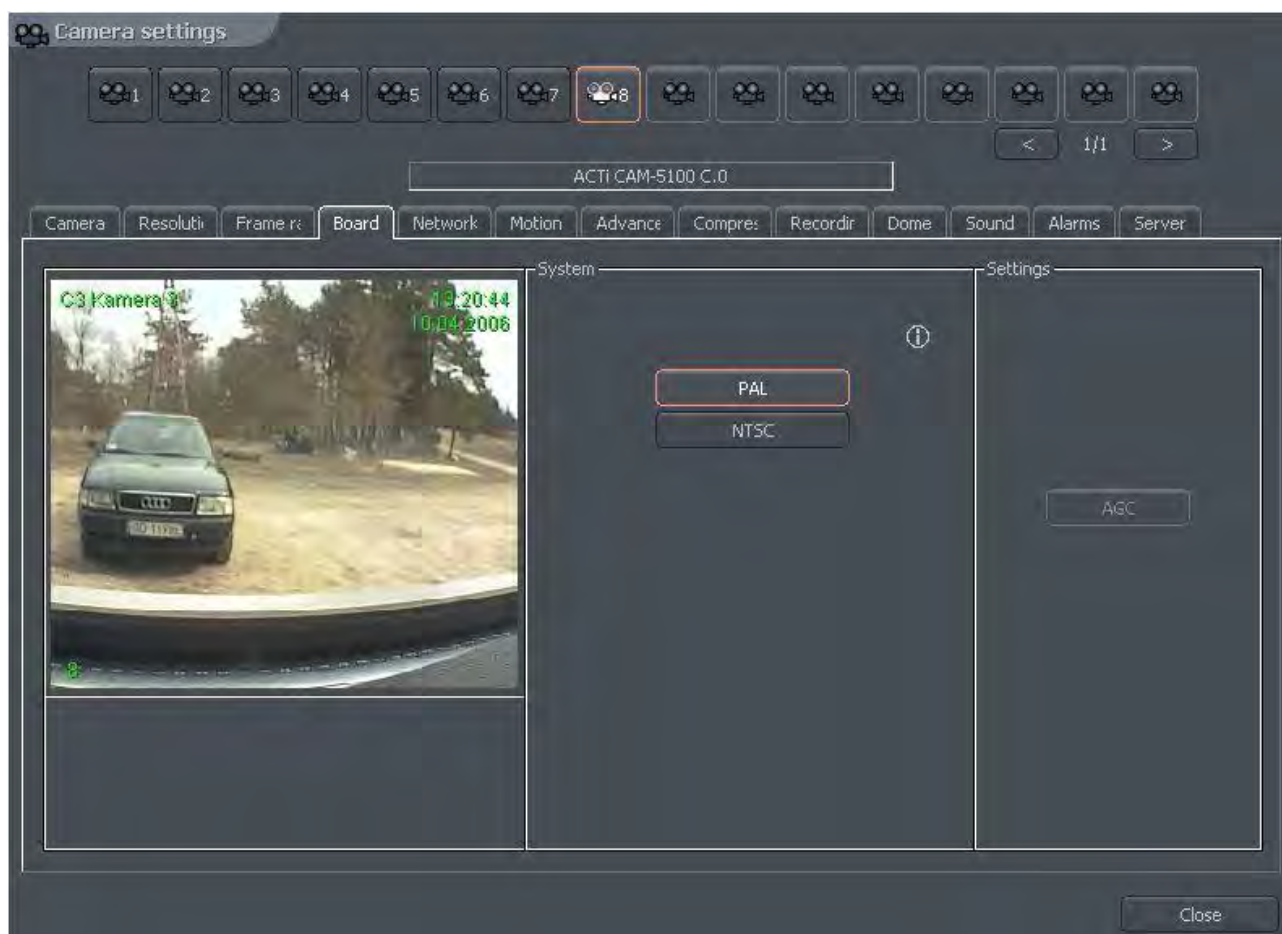 Camera settings
1 2 3 4 5 6 7 8
< 1/1 >
ACTi CAM-5100 C.0
Camera Resoluti Frame ra Board Network Motion Advance Compres Recordir Dome Sound Alarms Server
System
Settings
C3 Kamera 20:44
10.04.2006
PAL
NTSC
AGC
8
Close